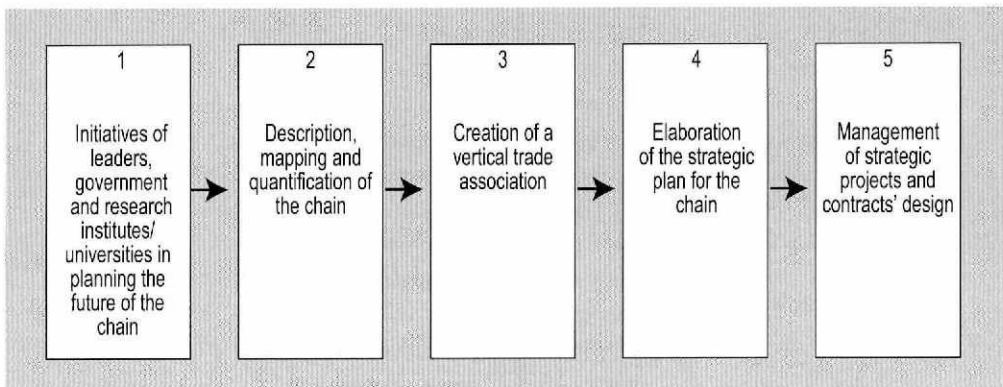 1
Initiatives of
leaders,
government
and research
institutes/
universities in
planning the
future of the
chain
2
Description,
mapping and
quantification of
the chain
3
Creation of a
vertical trade
association
4
Elaboration
of the strategic
plan for the
chain
5
Management
of strategic
projects and
contracts' design